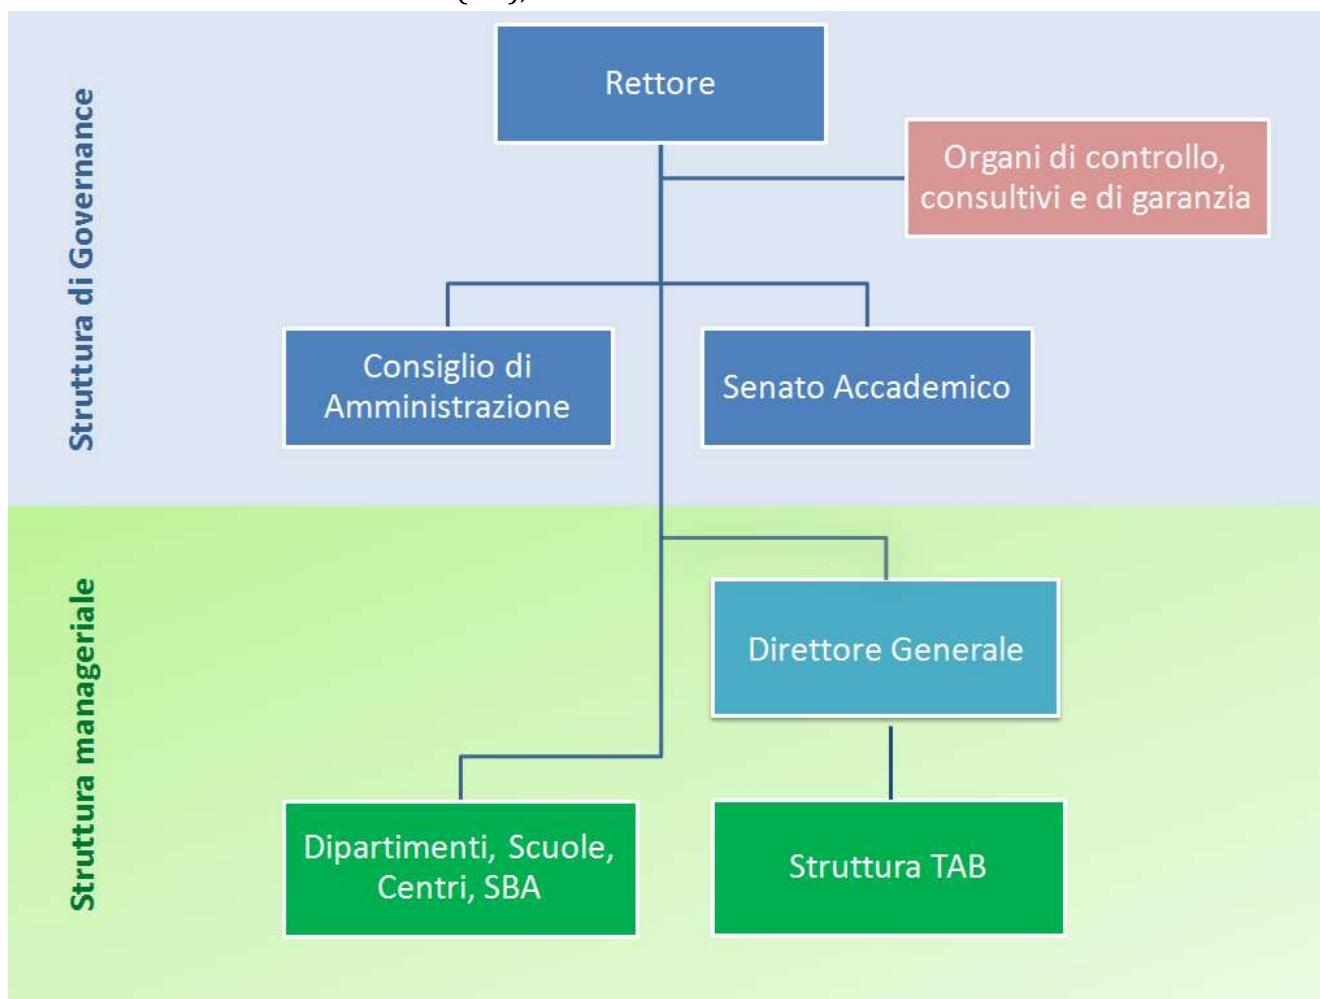 Rettore
Organi di controllo,
consultivi e di garanzia
Struttura di Governance
Consiglio di
Amministrazione
Senato Accademico
Struttura manageriale
Direttore Generale
Dipartimenti, Scuole,
Centri, SBA
Struttura TAB